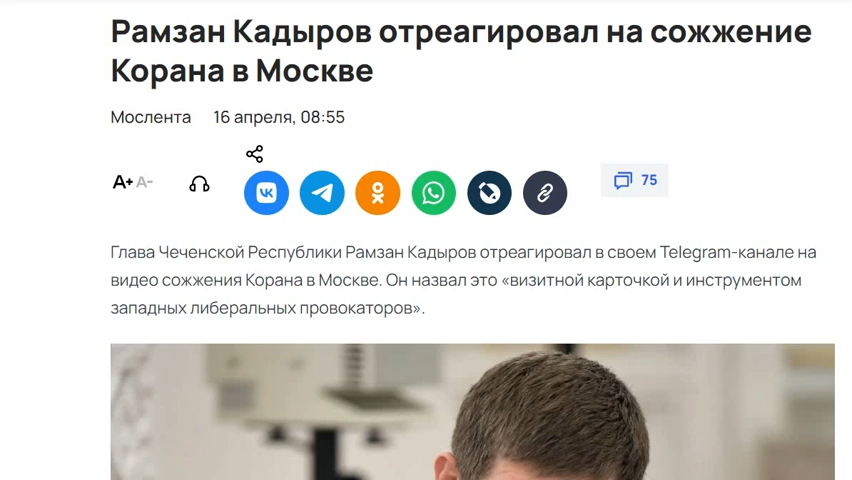 Рамзан Кадыров отреагировал на сожжение
Корана в Москве
Мослента 16 апреля, 08:55
A+ A-
75
Глава Чеченской Республики Рамзан Кадыров отреагировал в своем Telegram-канале на
видео сожжения Корана в Москве. Он назвал это «визитной карточкой и инструментом
западных либеральных провокаторов».